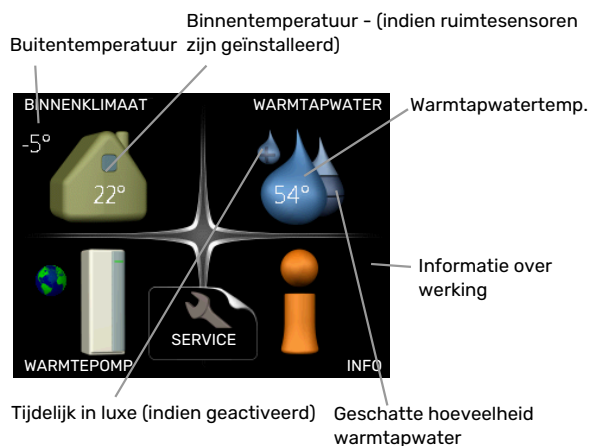 Binnentemperatuur - (indien ruimtesensoren
Buitentemperatuur zijn geïnstalleerd)
BINNENKLIMAAT
WARMTAPWATER
Warmtapwatertemp.
-5°
22°
54°
Informatie over
werking
SERVICE
WARMTEPOMP
INFO
Tijdelijk in luxe (indien geactiveerd)
Geschatte hoeveelheid
warmtapwater